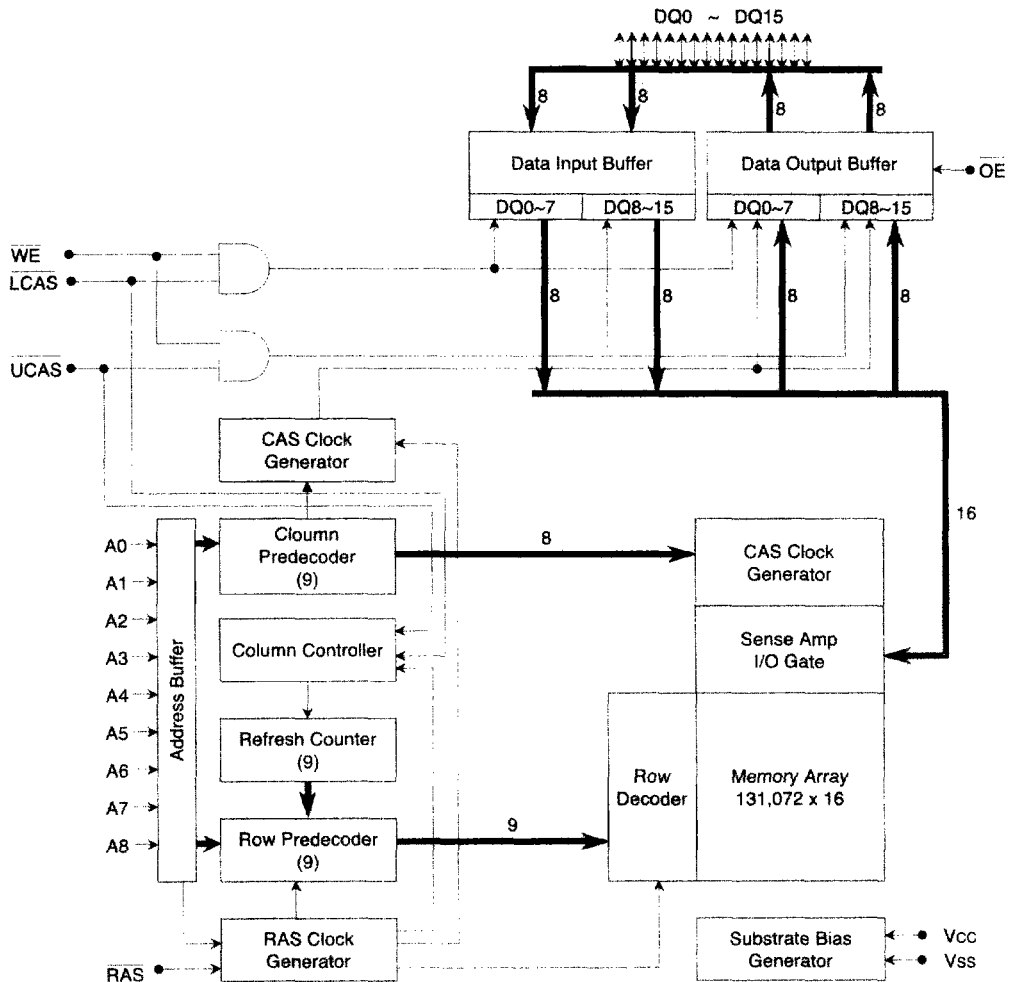 DQ0 ~ DQ15
8
8
8
8
Data Input Buffer
Data Output Buffer
OE
DQ0~7
DQ8~15
DQ0~7
DQ8~15
WE
LCAS
8
8
8
8
UCAS
CAS Clock
Generator
16
A0
A1
A2
A3
A4
A5
A6
A7
A8
Address Buffer
Cloumn
Predecoder
(9)
8
CAS Clock
Generator
Column Controller
Sense Amp
I/O Gate
Refresh Counter
(9)
Row
Decoder
Memory Array
131,072 x 16
Row Predecoder
(9)
9
RAS Clock
Generator
RAS
Substrate Bias
Generator
Vcc
Vss